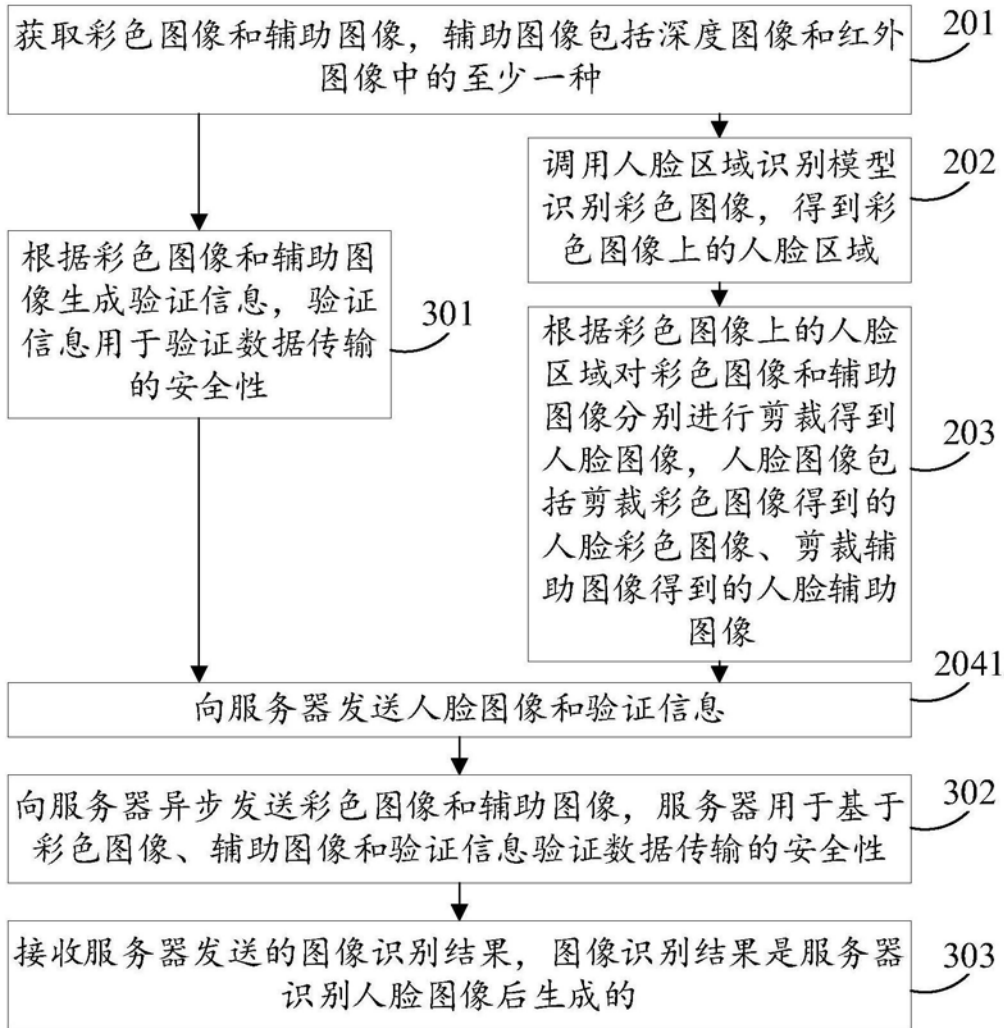 获取彩色图像和辅助图像，辅助图像包括深度图像和红外
图像中的至少一种
201
调用人脸区域识别模型
识别彩色图像，得到彩
色图像上的人脸区域
202
根据彩色图像和辅助图
像生成验证信息，验证
信息用于验证数据传输
的安全性
301
根据彩色图像上的人脸
区域对彩色图像和辅助
图像分别进行剪裁得到
人脸图像，人脸图像包
括剪裁彩色图像得到的
人脸彩色图像、剪裁辅
助图像得到的人脸辅助
图像
203
向服务器发送人脸图像和验证信息
2041
向服务器异步发送彩色图像和辅助图像，服务器用于基于
彩色图像、辅助图像和验证信息验证数据传输的安全性
302
接收服务器发送的图像识别结果，图像识别结果是服务器
识别人脸图像后生成的
303